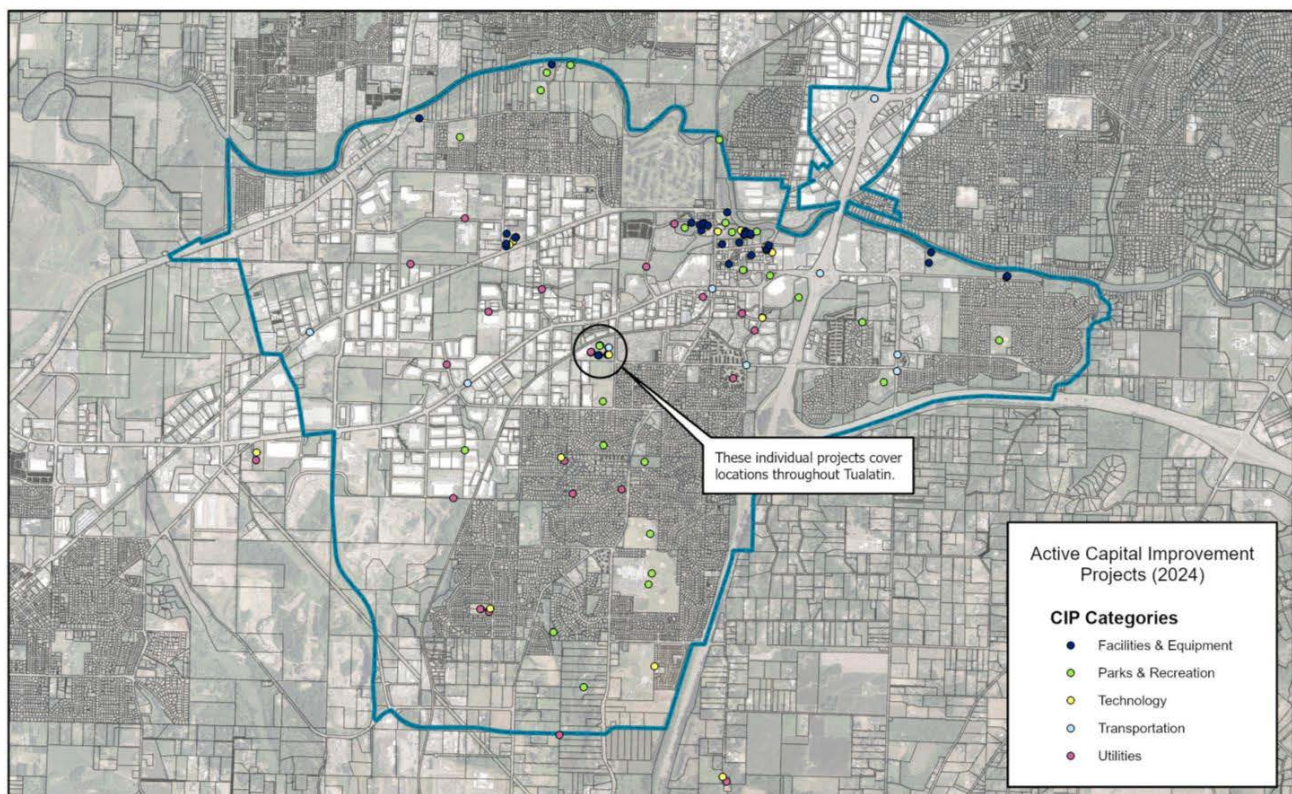 These individual projects cover
locations throughout Tualatin.
Active Capital Improvement
Projects (2024)
CIP Categories
Facilities & Equipment
Parks & Recreation
Technology
Transportation
Utilities